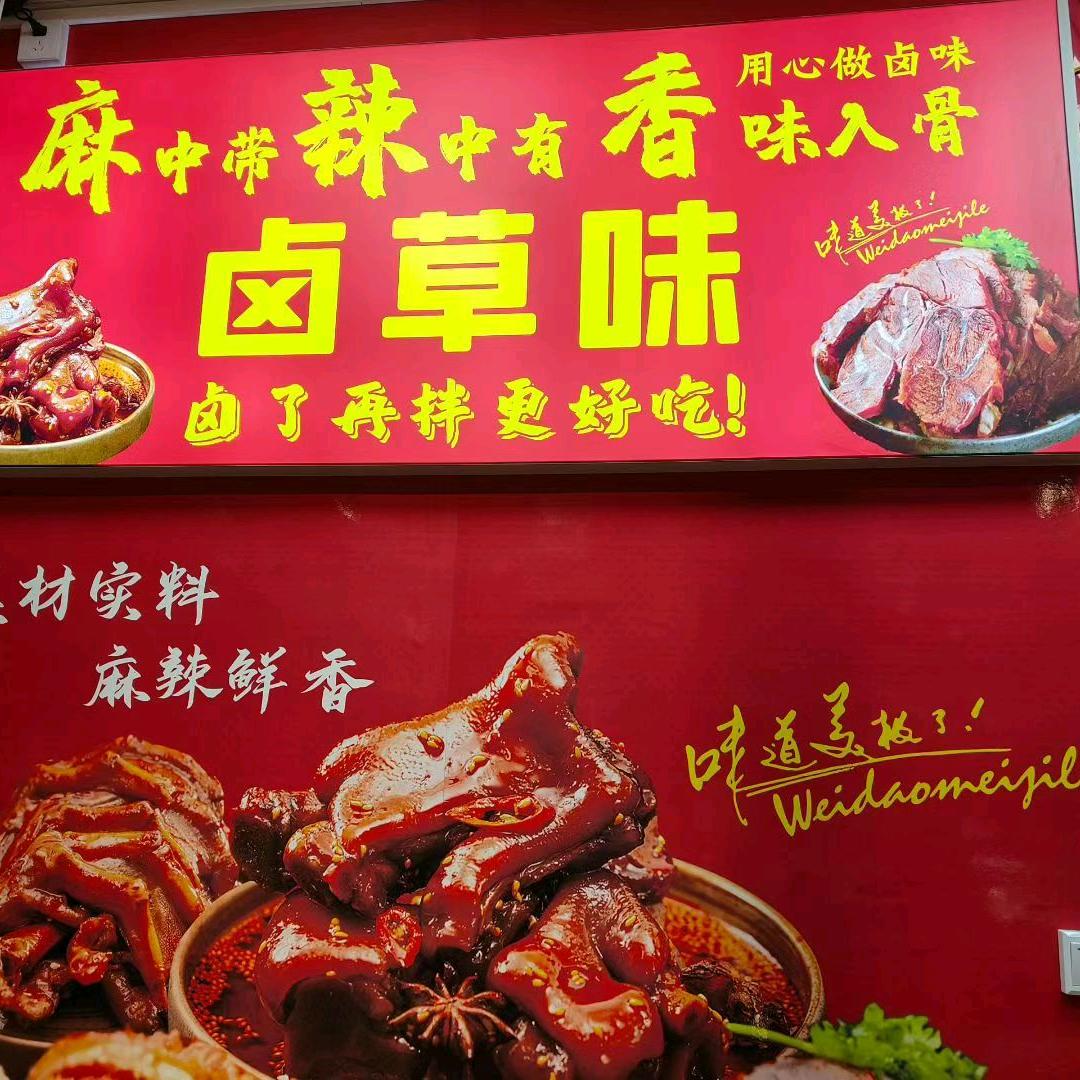 麻中带辣中有香
用心做卤味
味入骨
卤草味
味道美极了!
Weidaomeijile
卤了再拌更好吃!
材实料
麻辣鲜香
味道美极了!
Weidaomeijil